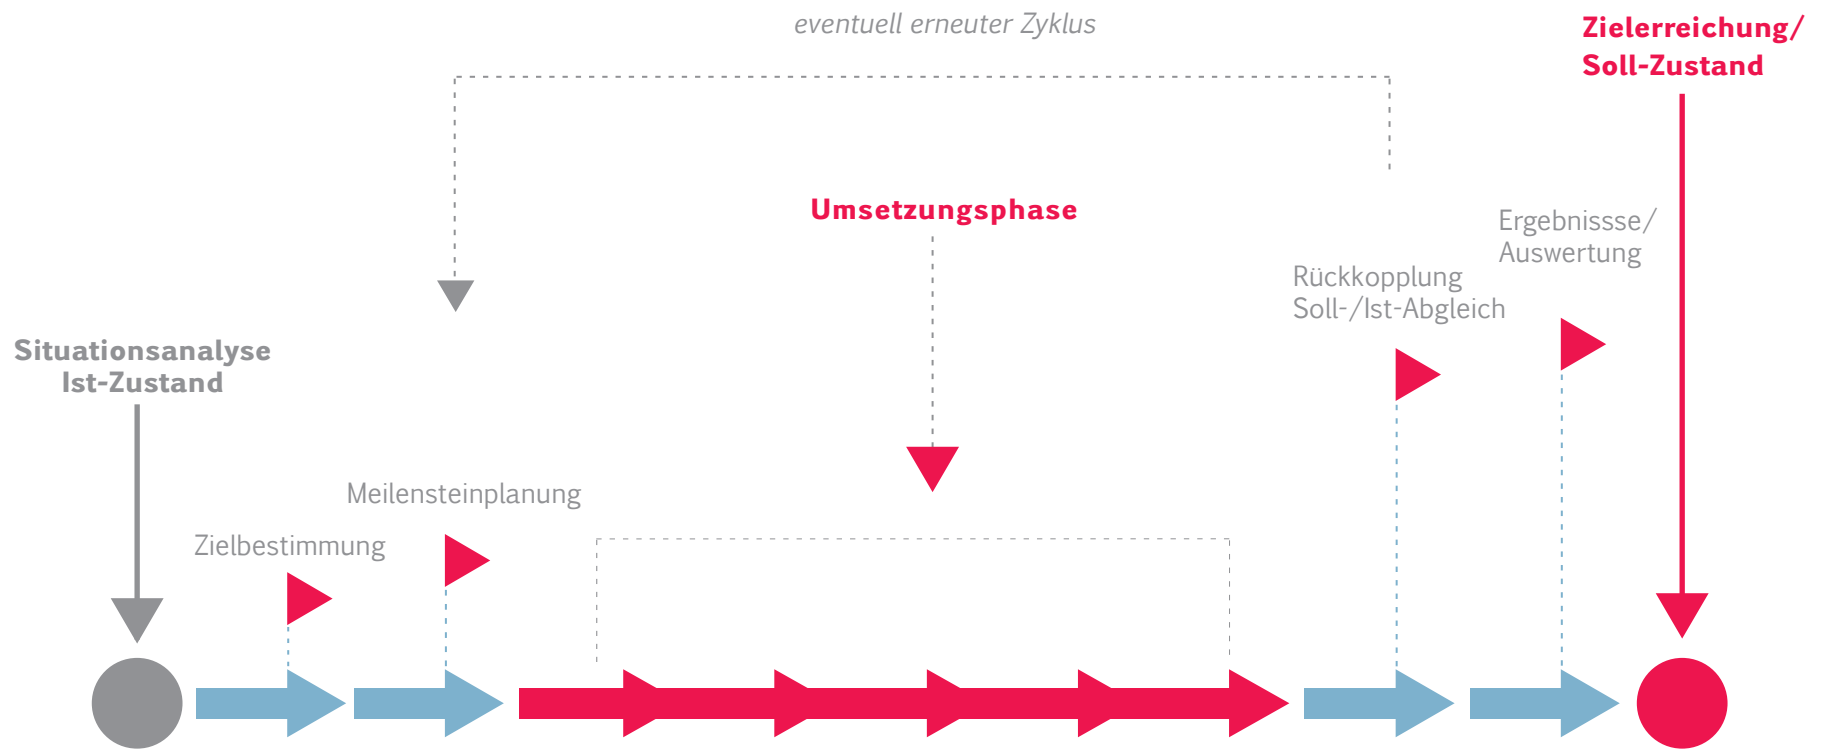 eventuell erneuter Zyklus
Zielerreichung/
Soll-Zustand
Umsetzungsphase
Ergebnissse/
Auswertung
Rückkopplung
Soll-/Ist-Abgleich
Situationsanalyse
Ist-Zustand
Meilensteinplanung
Zielbestimmung